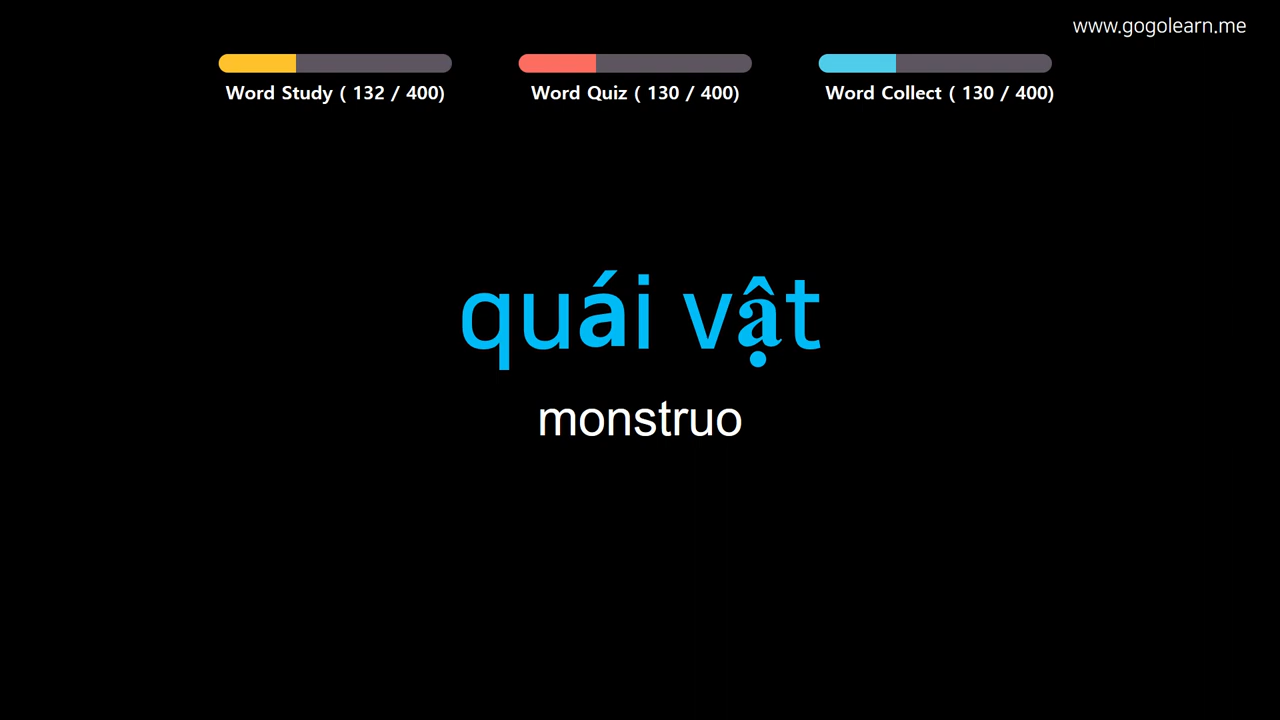 www.gogolearn.me
Word Study ( 132 / 400)
Word Quiz ( 130 / 400)
Word Collect ( 130 / 400)
quái vật
monstruo